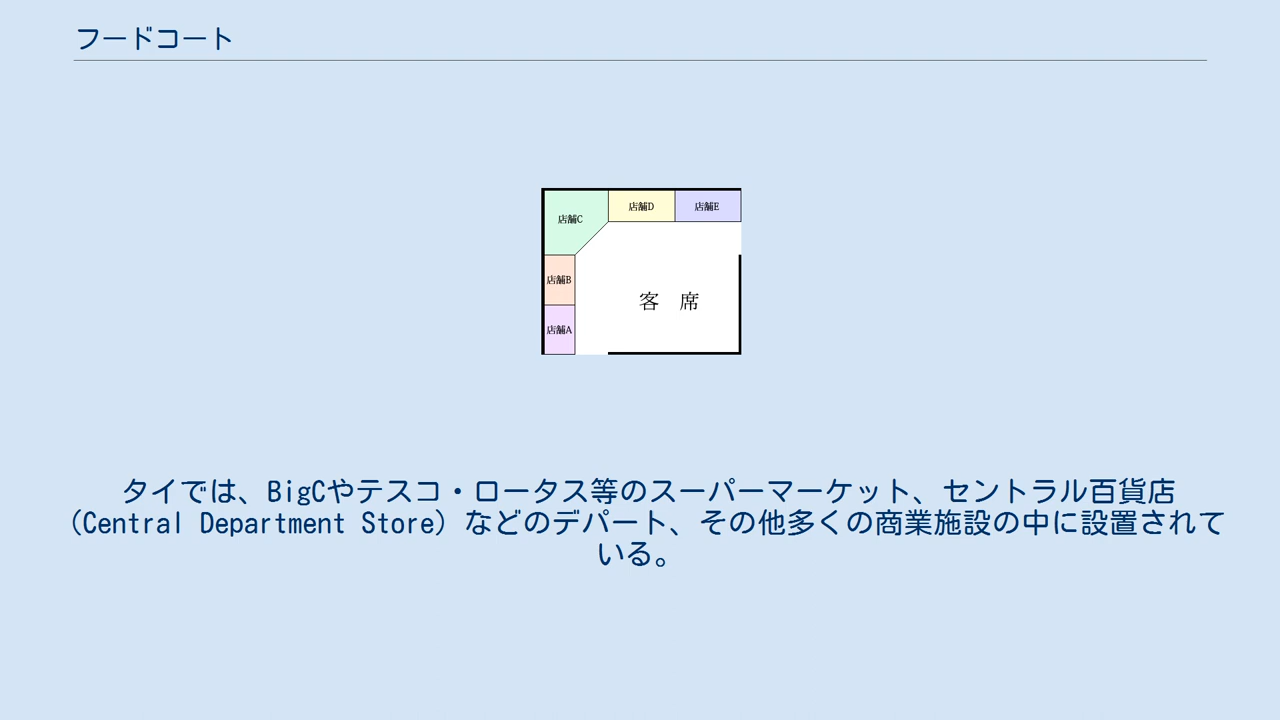 フードコート
店舗C
店舗D
店舗E
店舗B
客 席
店舗A
タイでは、BigCやテスコ・ロータス等のスーパーマーケット、セントラル百貨店
（Central Department Store）などのデパート、その他多くの商業施設の中に設置されて
いる。